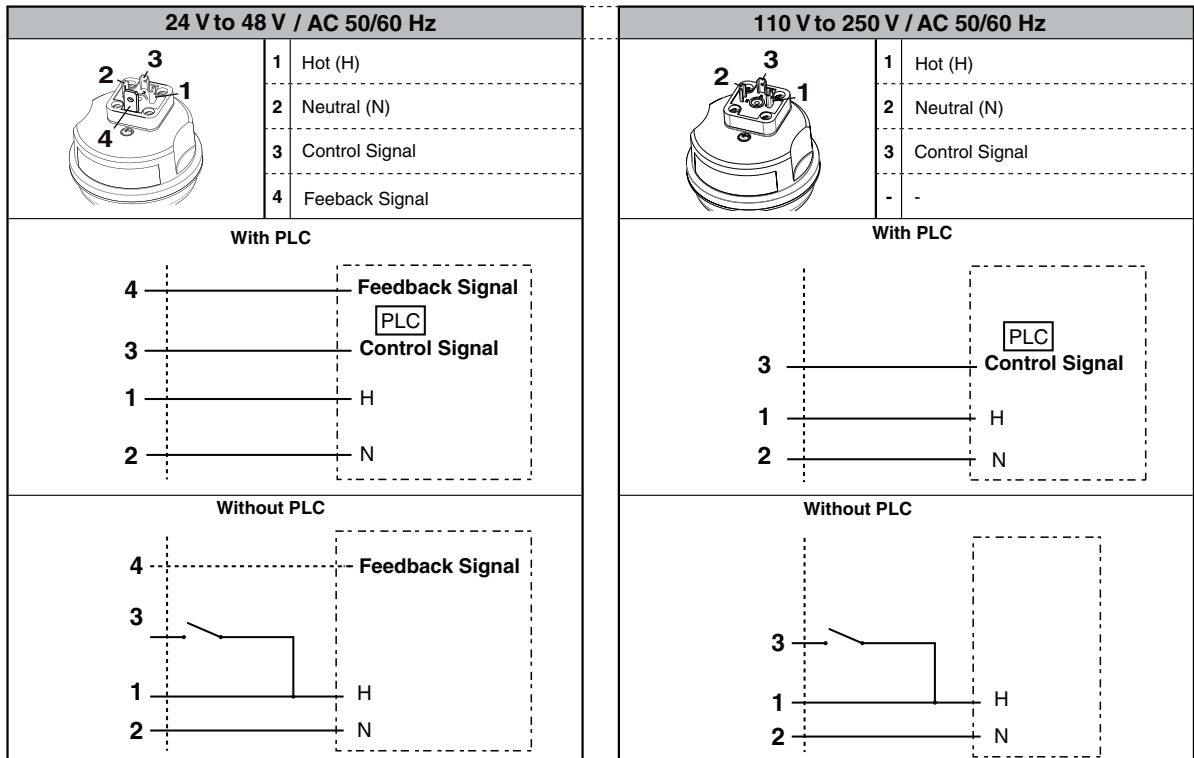 24 V to 48 V / AC 50/60 Hz
2
3
1
4
1 Hot (H)
2 Neutral (N)
3 Control Signal
4 Feeback Signal
With PLC
4 Feedback Signal
PLC
3 Control Signal
1 H
2 N
Without PLC
4 Feedback Signal
3
1 H
2 N
110 V to 250 V / AC 50/60 Hz
2
3
1
1 Hot (H)
2 Neutral (N)
3 Control Signal
- -
With PLC
PLC
3 Control Signal
1 H
2 N
Without PLC
3
1 H
2 N